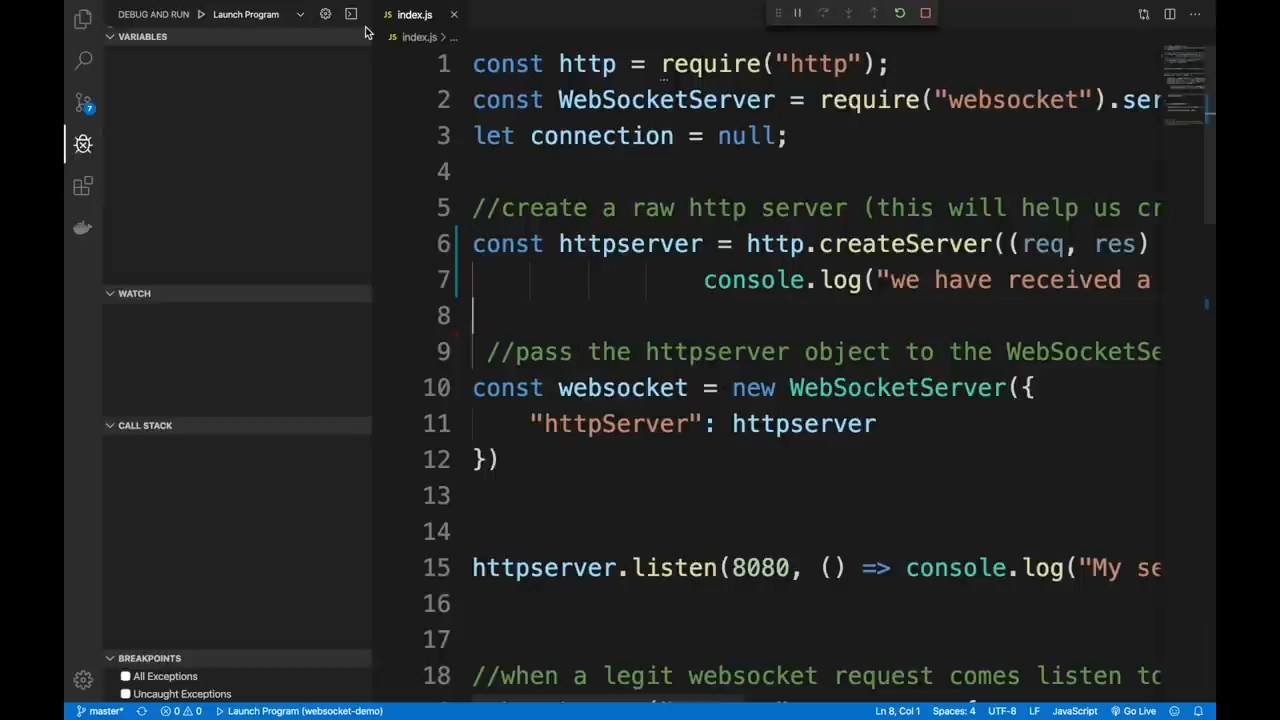 DEBUG AND RUN Launch Program
index.js
VARIABLES
index.js > ...
1 const http = require("http");
2 const WebSocketServer = require("websocket").ser
3 let connection = null;
4
5 //create a raw http server (this will help us cr
6 const httpserver = http.createServer((req, res)
7 console.log("we have received a
8
WATCH
9 //pass the httpserver object to the WebSocketSe
10 const websocket = new WebSocketServer({
11 "httpServer": httpserver
CALL STACK
12 })
13
14
15 httpserver.listen(8080, () => console.log("My se
16
17
18 //when a legit websocket request comes listen to
BREAKPOINTS
All Exceptions
Uncaught Exceptions
7
master* 0 0 Launch Program (websocket-demo) Ln 8, Col 1 Spaces: 4 UTF-8 LF JavaScript Go Live